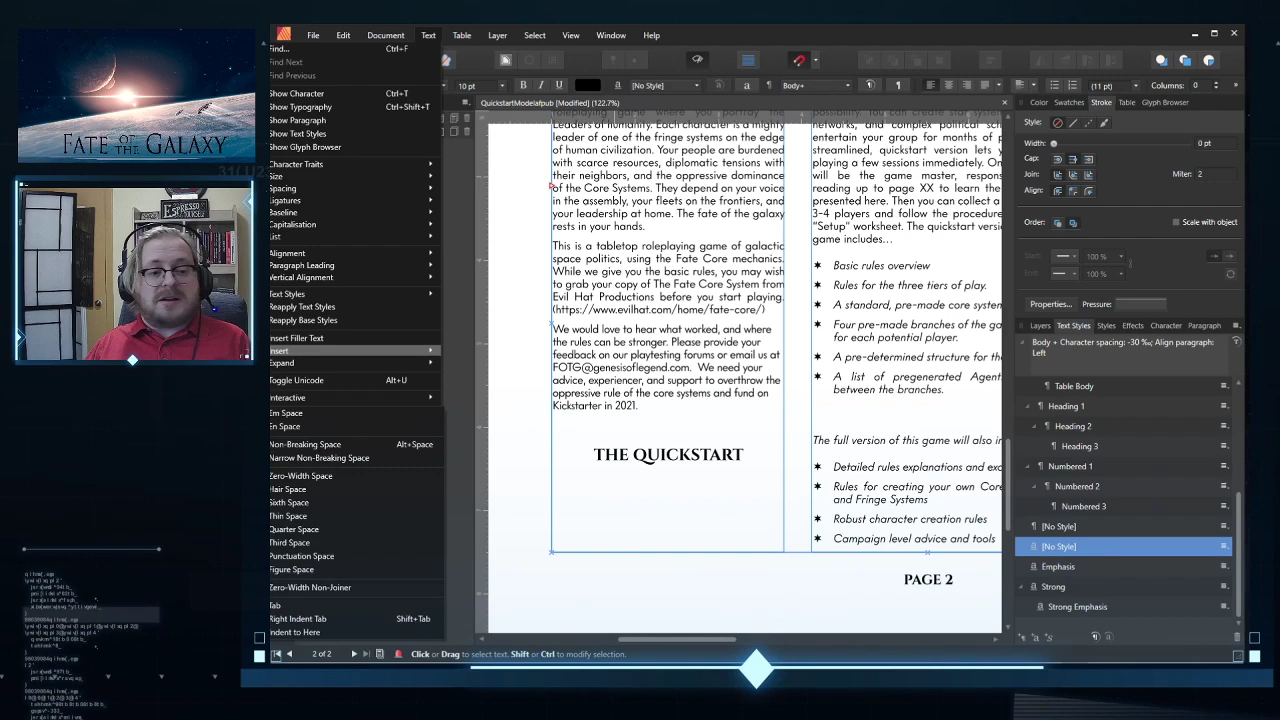 FATE OF THE GALAXY
ESPRESSO
File Edit Document Text Table Layer Select View Window Help
10 pt B I U [No Style] a ¶ Body+ ¶ (11 pt) Columns: 0
QuickstartModelafpub [Modified] (122.7%)
Find... Ctrl+F
Find Next
Find Previous
Show Character Ctrl+T
Show Typography Ctrl+Shift+T
Show Paragraph
Show Text Styles
Show Glyph Browser
Character Traits
Size
Spacing
Ligatures
Baseline
Capitalisation
List
Alignment
Paragraph Leading
Vertical Alignment
Text Styles
Reapply Text Styles
Reapply Base Styles
Insert Filler Text
Insert
Expand
Toggle Unicode Alt+U
Interactive
Em Space
En Space
Non-Breaking Space Alt+Space
Narrow Non-Breaking Space
Zero-Width Space
Hair Space
Sixth Space
Thin Space
Quarter Space
Third Space
Punctuation Space
Figure Space
Zero-Width Non-Joiner
Tab
Right Indent Tab Shift+Tab
Indent to Here
roleplaying game where you portray the
Leaders of humanity. Each character is a mighty
leader of one of the fringe systems on the edge
of human civilization. Your people are burdened
with scarce resources, diplomatic tensions with
their neighbors, and the oppressive dominance
of the Core Systems. They depend on your voice
in the assembly, your fleets on the frontiers, and
your leadership at home. The fate of the galaxy
rests in your hands.
This is a tabletop roleplaying game of galactic
space politics, using the Fate Core mechanics.
While we give you the basic rules, you may wish
to grab your copy of The Fate Core System from
Evil Hat Productions before you start playing.
(https://www.evilhat.com/home/fate-core/)
We would love to hear what worked, and where
the rules can be stronger. Please provide your
feedback on our playtesting forums or email us at
FOTG@genesisoflegend.com. We need your
advice, experiencer, and support to overthrow the
oppressive rule of the core systems and fund on
Kickstarter in 2021.
THE QUICKSTART
possibility. You can create star system
networks, and complex political sch
entertain your group for months of p
streamlined, quickstart version lets y
playing a few sessions immediately. On
will be the game master, respons
reading up to page XX to learn the
presented here. Then you can collect a
3-4 players and follow the procedure
"Setup" worksheet. The quickstart versio
game includes...
Basic rules overview
Rules for the three tiers of play.
A standard, pre-made core system
Four pre-made branches of the ga
for each potential player.
A pre-determined structure for th
A list of pregenerated Agent
between the branches.
The full version of this game will also in
Detailed rules explanations and exc
Rules for creating your own Core
and Fringe Systems
Robust character creation rules
Campaign level advice and tools
PAGE 2
2 of 2 Click or Drag to select text. Shift or Ctrl to modify selection.
Color Swatches Stroke Table Glyph Browser
Style:
Width: 0 pt
Cap:
Join: Miter: 2
Align:
Order: Scale with object
Start: 100 %
End: 100 %
Properties... Pressure:
Layers Text Styles Styles Effects Character Paragraph
Body + Character spacing: -30 ‰; Align paragraph:
Left
Table Body
Heading 1
Heading 2
Heading 3
Numbered 1
Numbered 2
Numbered 3
[No Style]
[No Style]
Emphasis
Strong
Strong Emphasis